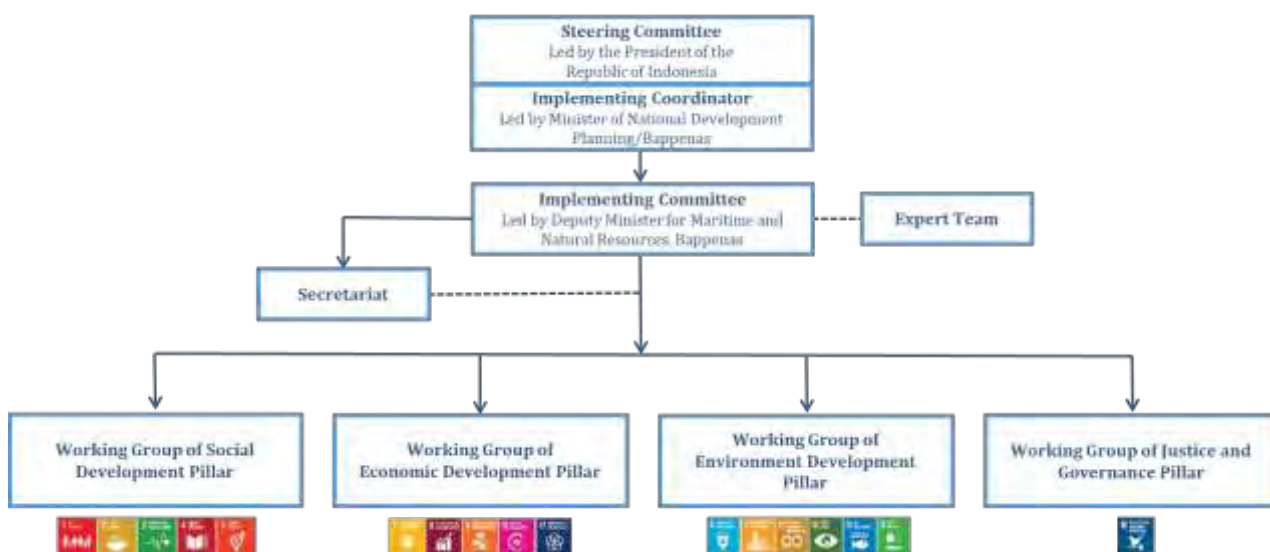 Steering Committee
Led by the President of the
Republic of Indonesia
Implementing Coordinator
Led by Minister of National Development
Planning/Bappenas
Implementing Committee
Led by Deputy Minister for Maritime and
Natural Resources, Bappenas
Expert Team
Secretariat
Working Group of Social
Development Pillar
Working Group of
Economic Development Pillar
Working Group of
Environment Development
Pillar
Working Group of Justice and
Governance Pillar